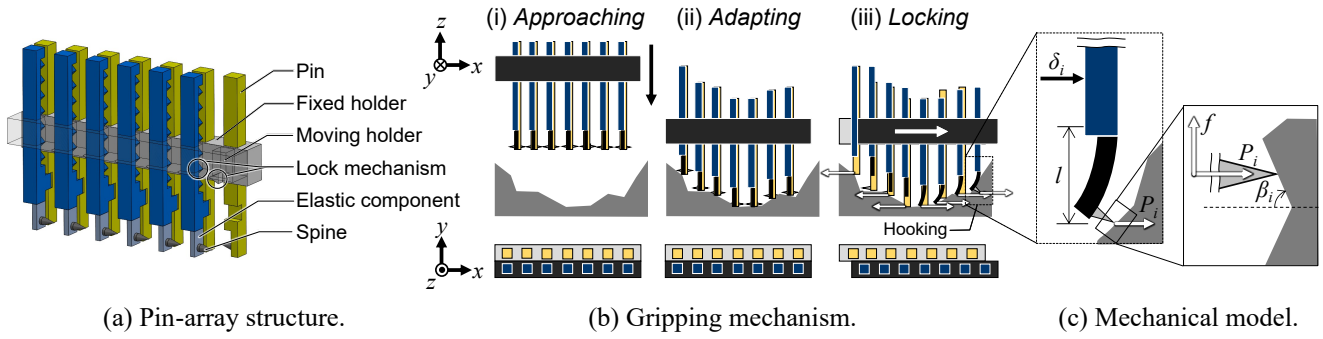 Pin
Fixed holder
Moving holder
Lock mechanism
Elastic component
Spine
(a) Pin-array structure.
z
y
x
y
z
x
(i) Approaching
(ii) Adapting
(iii) Locking
Hooking
(b) Gripping mechanism.
δi
l
Pi
f
Pi
βi
(c) Mechanical model.